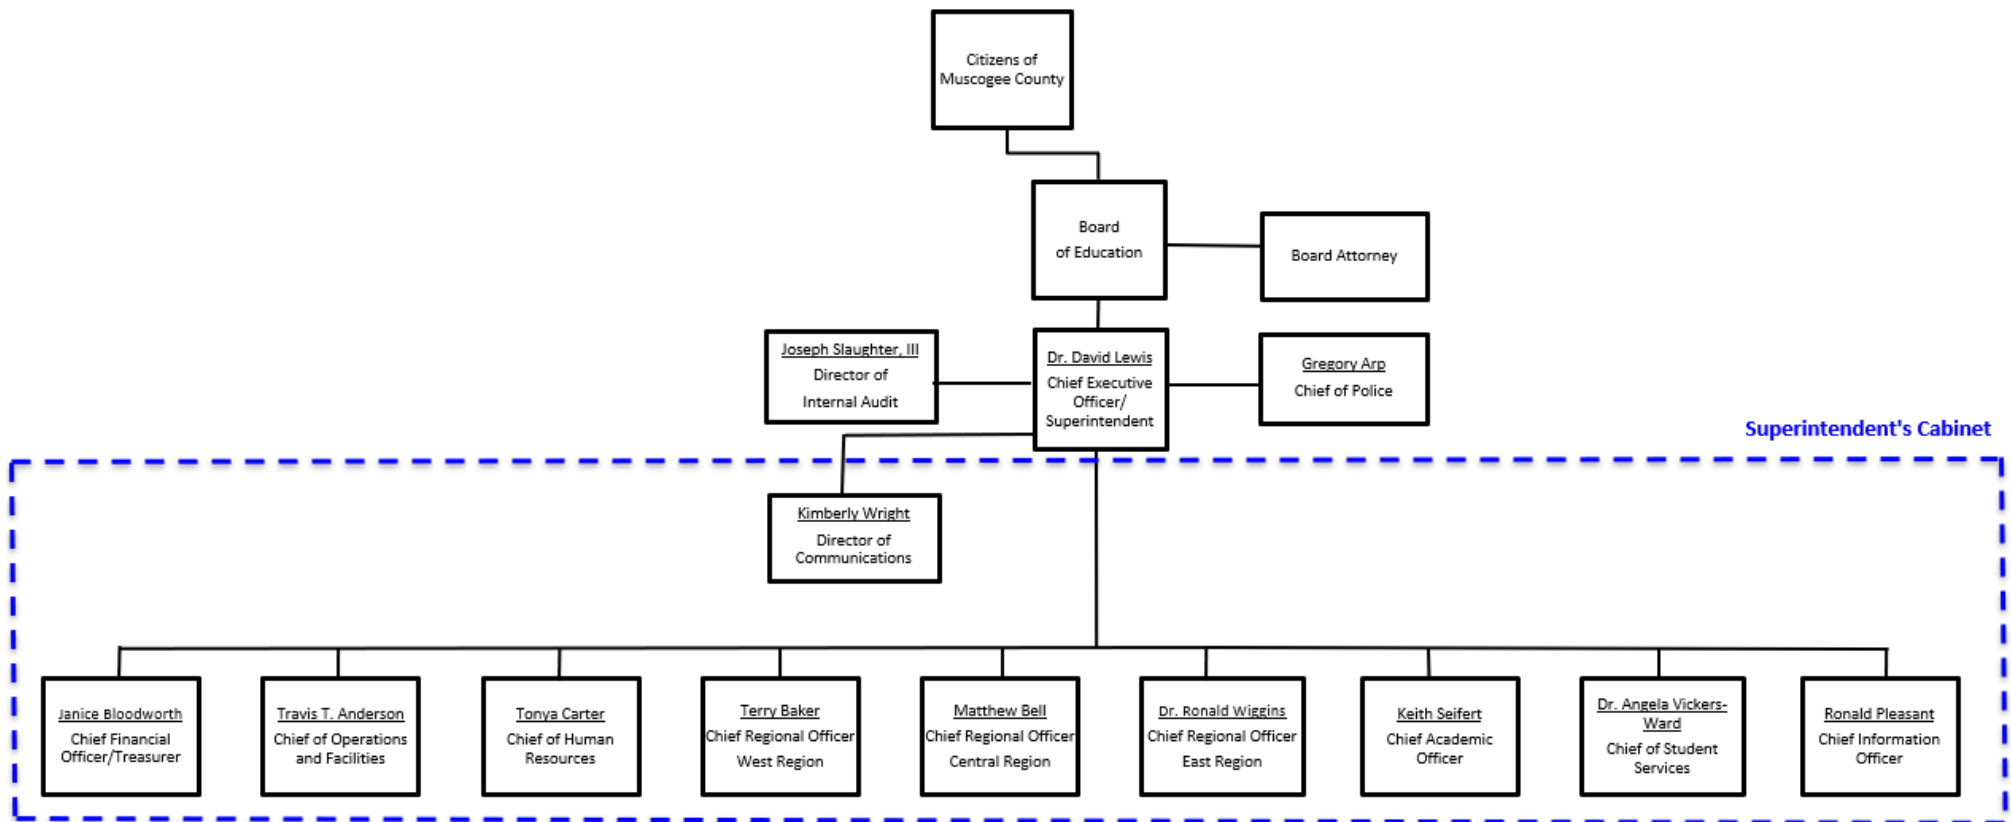 Citizens of
Muscogee County
Board
of Education
Board Attorney
Joseph Slaughter, III
Director of
Internal Audit
Dr. David Lewis
Chief Executive
Officer/
Superintendent
Gregory Arp
Chief of Police
Superintendent's Cabinet
Kimberly Wright
Director of
Communications
Janice Bloodworth
Chief Financial
Officer/Treasurer
Travis T. Anderson
Chief of Operations
and Facilities
Tonya Carter
Chief of Human
Resources
Terry Baker
Chief Regional Officer
West Region
Matthew Bell
Chief Regional Officer
Central Region
Dr. Ronald Wiggins
Chief Regional Officer
East Region
Keith Seifert
Chief Academic
Officer
Dr. Angela Vickers-
Ward
Chief of Student
Services
Ronald Pleasant
Chief Information
Officer